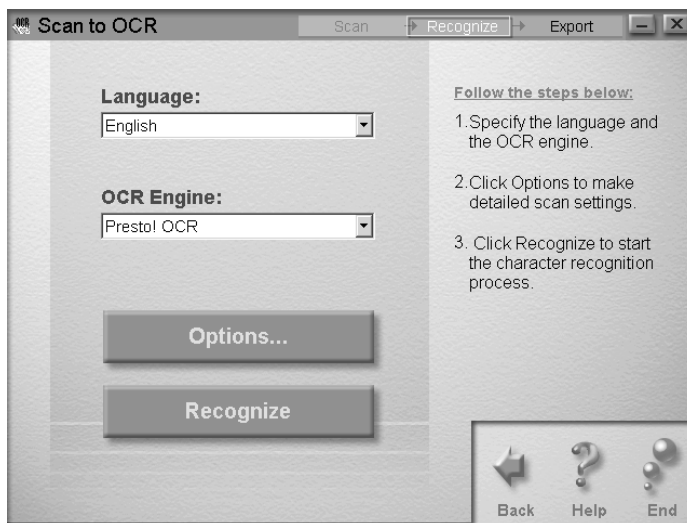 OCR
Scan to OCR
Scan
Recognize
Export
Language:
English
OCR Engine:
Presto! OCR
Options...
Recognize
Follow the steps below:
1.Specify the language and
the OCR engine.
2.Click Options to make
detailed scan settings.
3. Click Recognize to start
the character recognition
process.
Back
Help
End